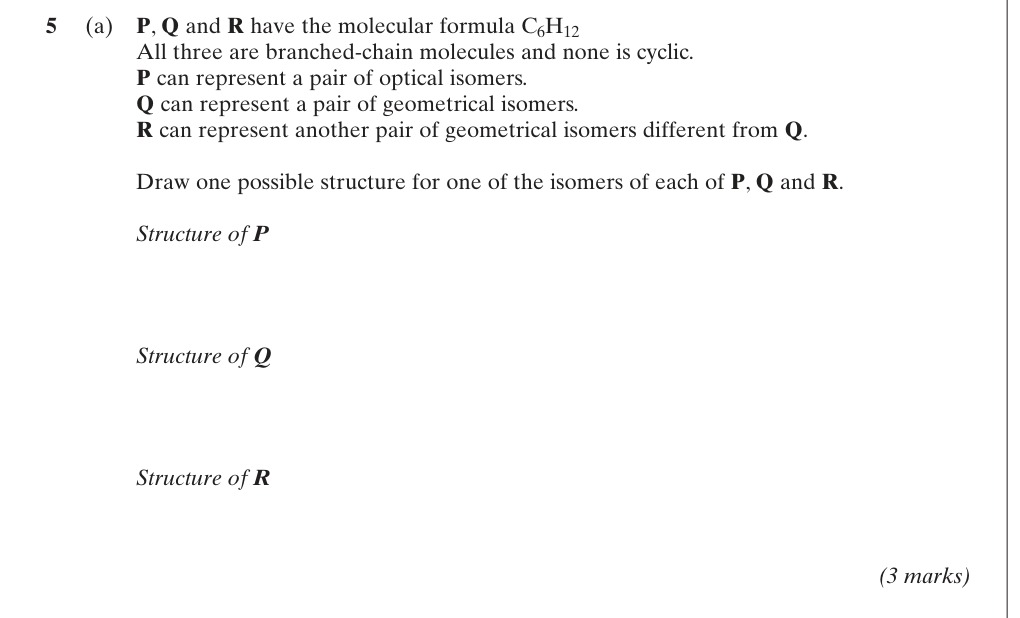 5 (a) P, Q and R have the molecular formula C₆H₁₂
All three are branched-chain molecules and none is cyclic.
P can represent a pair of optical isomers.
Q can represent a pair of geometrical isomers.
R can represent another pair of geometrical isomers different from Q.
Draw one possible structure for one of the isomers of each of P, Q and R.
Structure of P
Structure of Q
Structure of R
(3 marks)